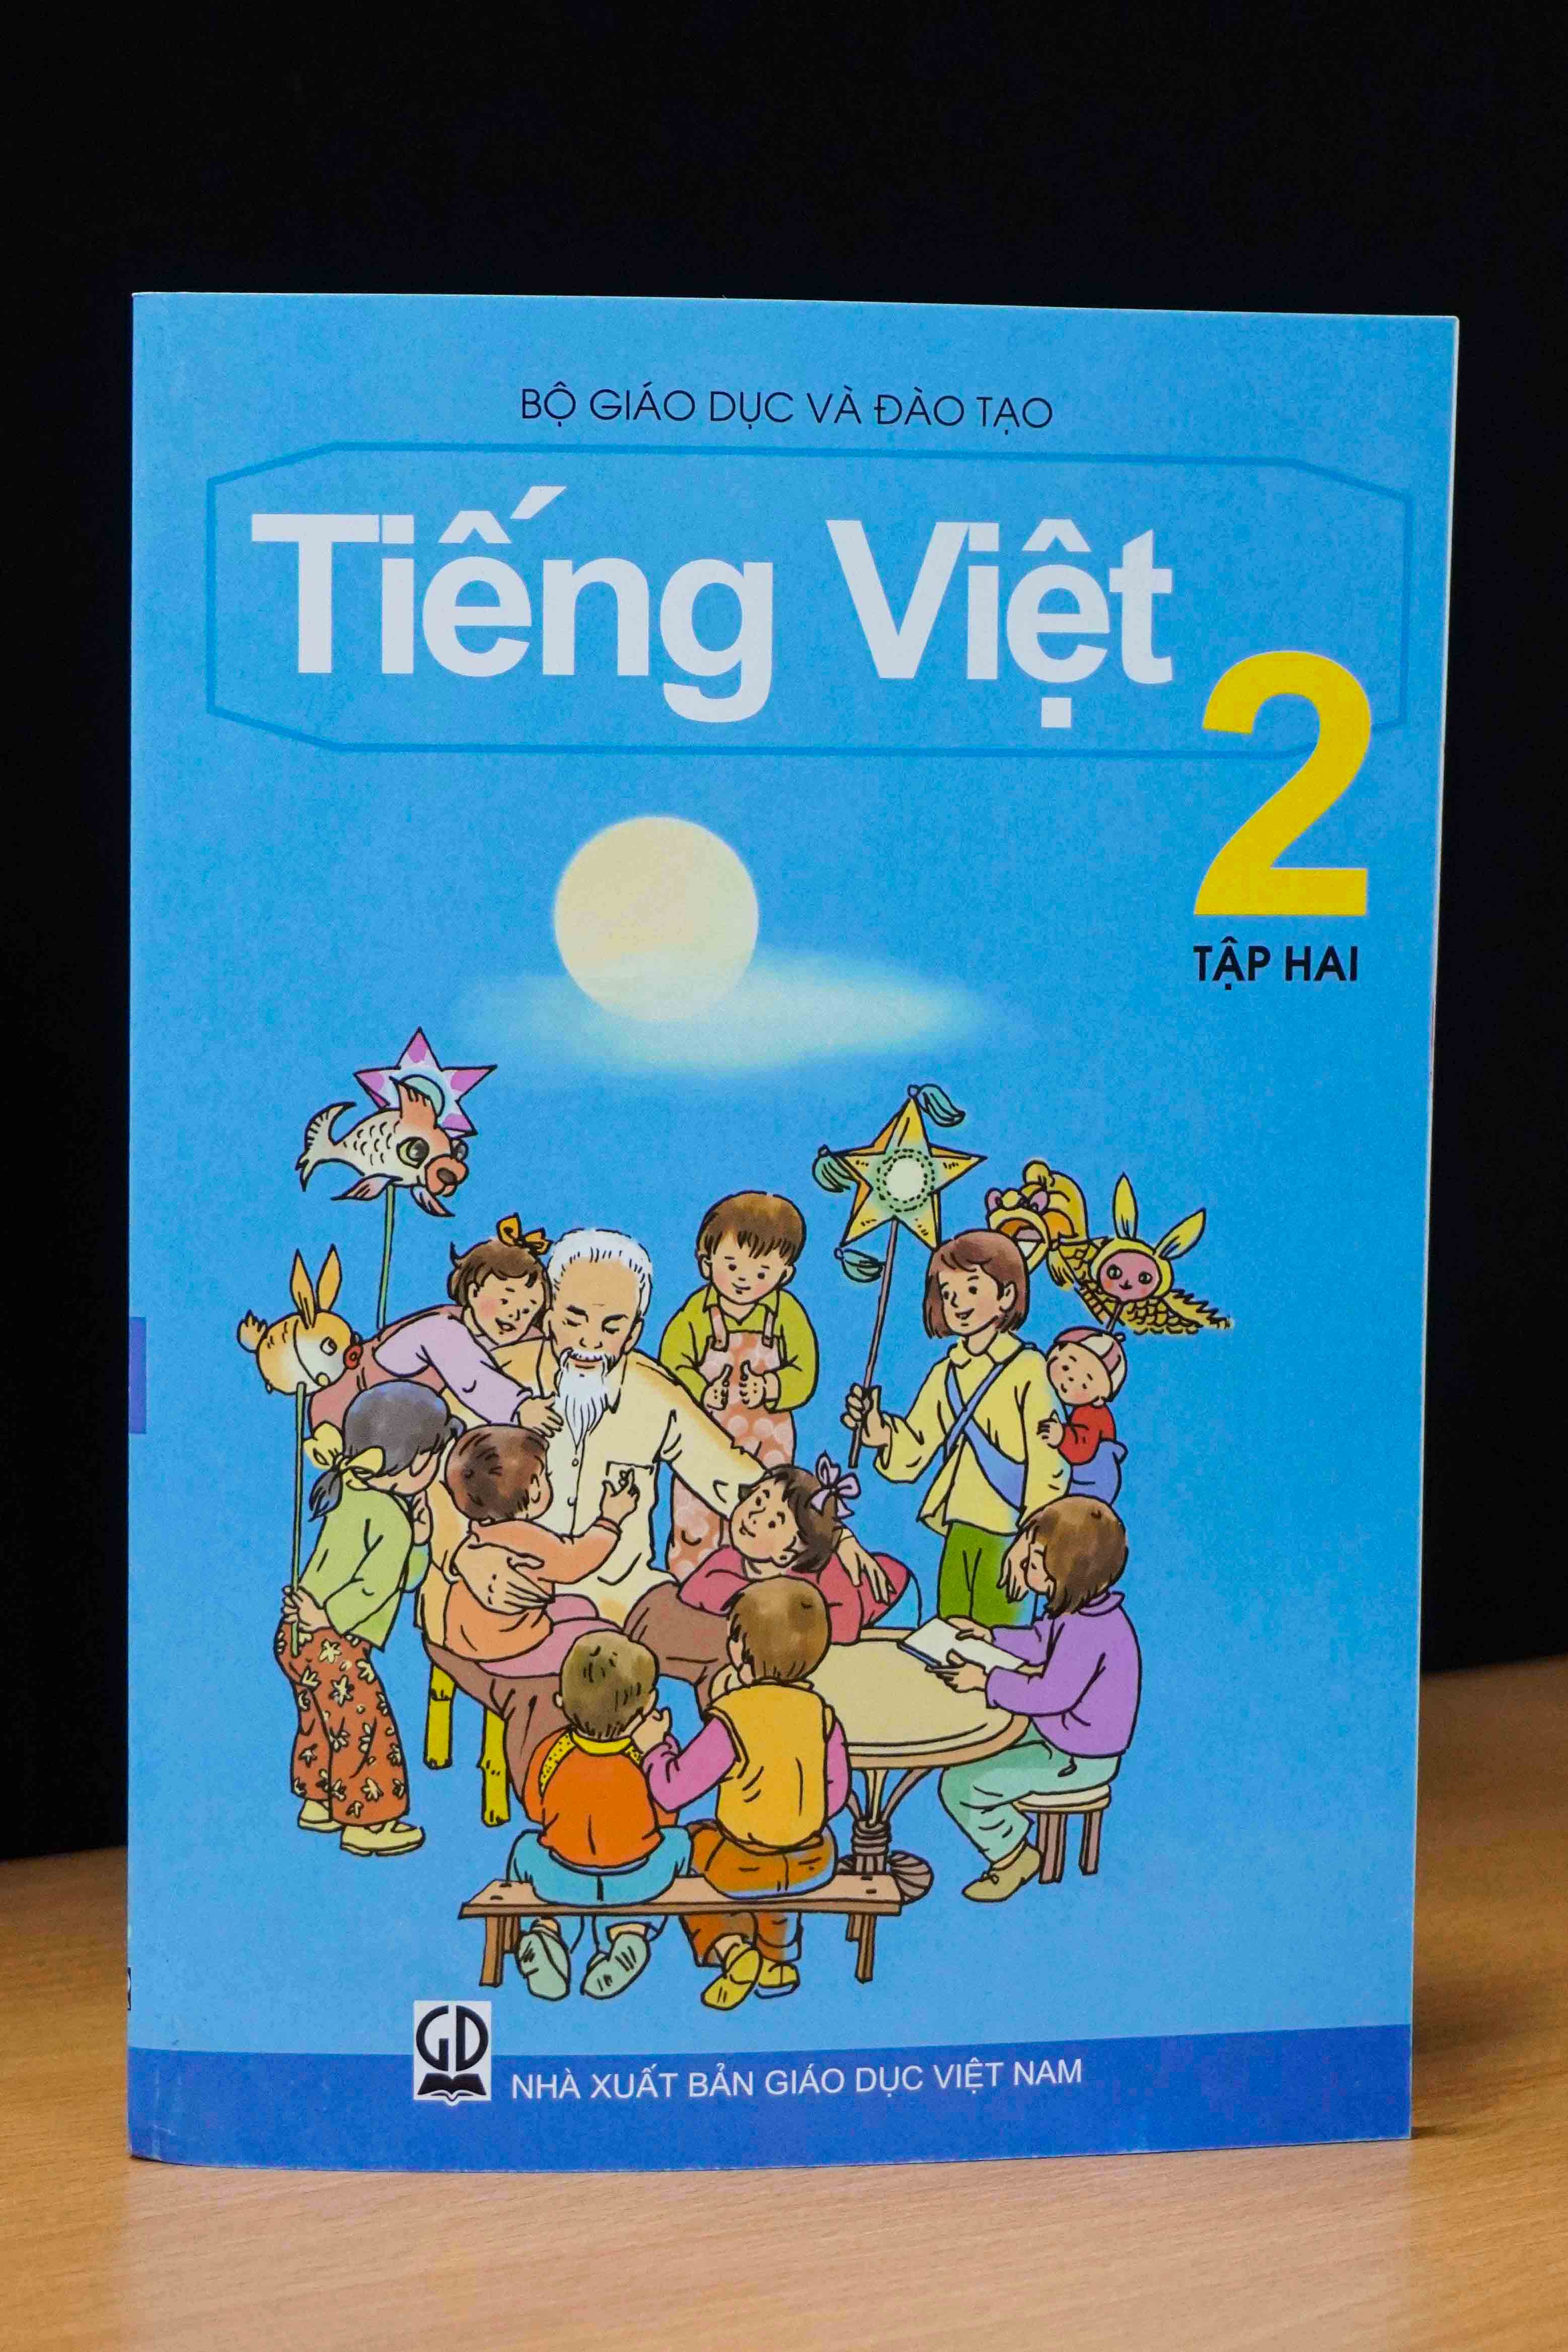 BỘ GIÁO DỤC VÀ ĐÀO TẠO
Tiếng Việt 2
TẬP HAI
GD
NHÀ XUẤT BẢN GIÁO DỤC VIỆT NAM